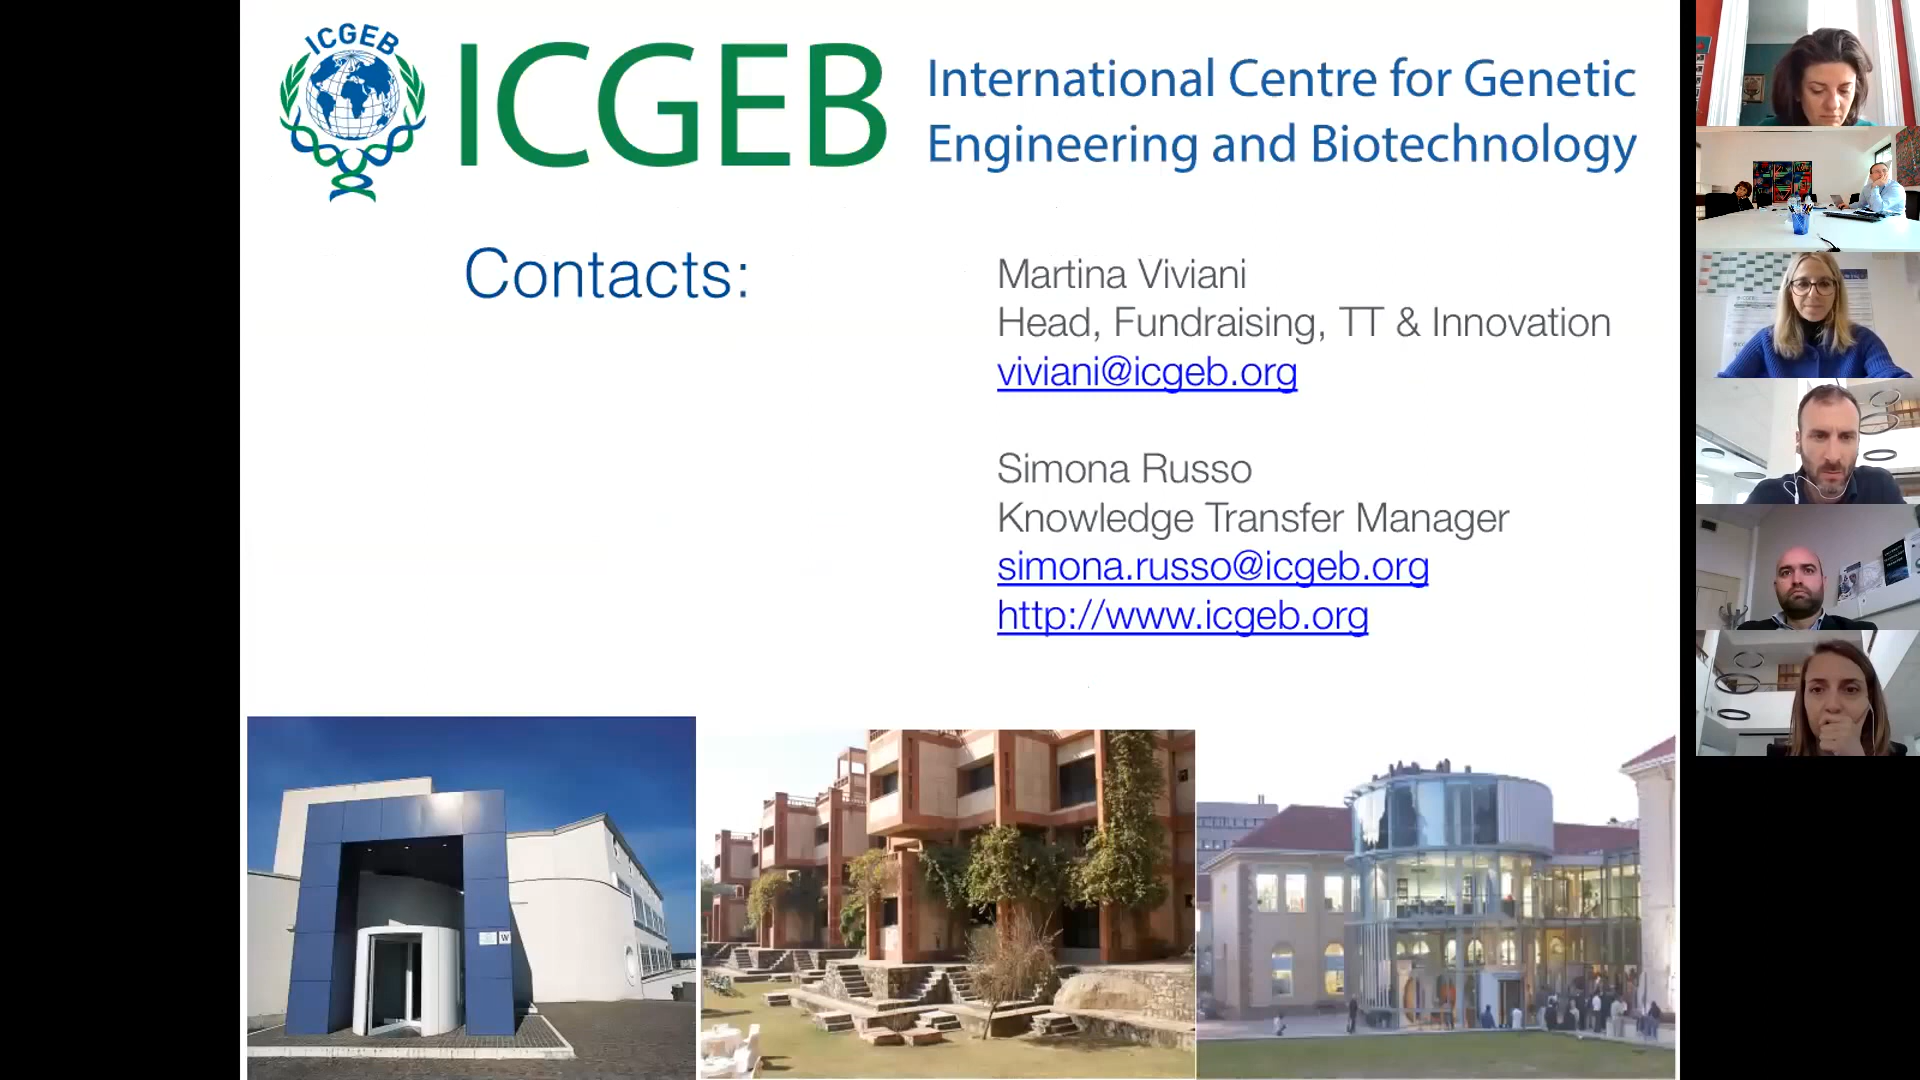 ICGEB
ICGEB
International Centre for Genetic
Engineering and Biotechnology
Contacts:
Martina Viviani
Head, Fundraising, TT & Innovation
viviani@icgeb.org
Simona Russo
Knowledge Transfer Manager
simona.russo@icgeb.org
http://www.icgeb.org
W